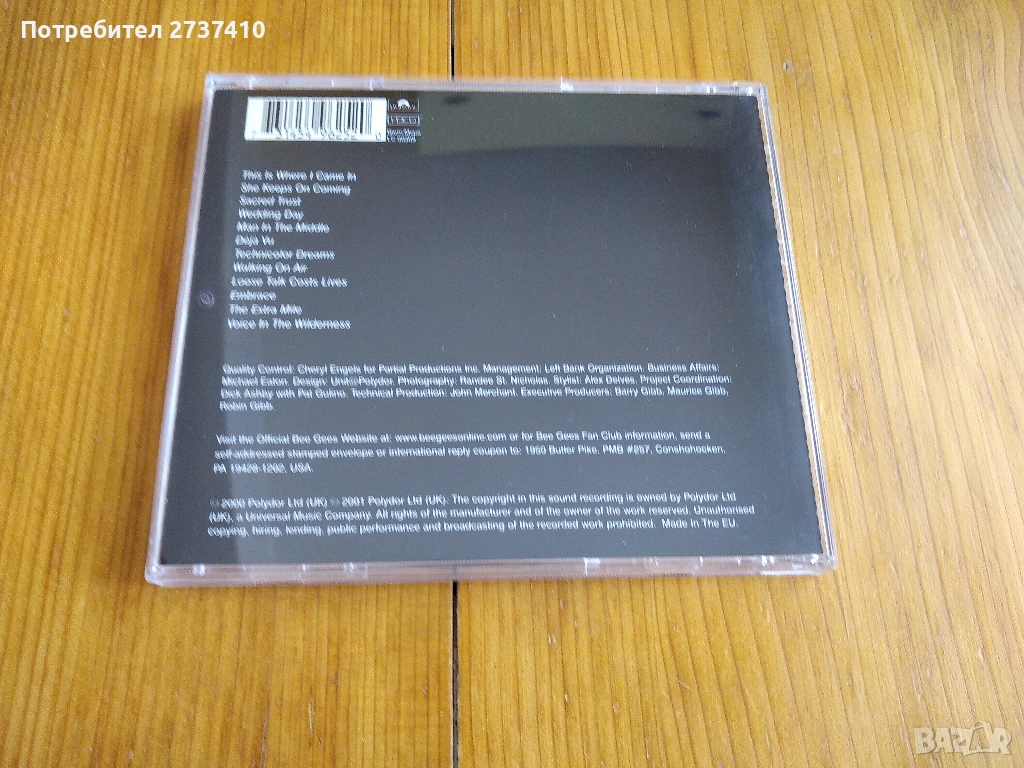 Потребител 2737410
This Is Where I Came In
She Keeps On Coming
Sacred Trust
Wedding Day
Man In The Middle
Déjà Vu
Technicolor Dreams
Walking On Air
Loose Talk Costs Lives
Embrace
The Extra Mile
Voice In The Wilderness
Quality Control: Cheryl Engels for Partial Productions Inc. Management: Left Bank Organization. Business Affairs:
Michael Eaton. Design: Unit@Polydor. Photography: Randee St. Nicholas. Stylist: Alex Delves. Project Coordination:
Dick Ashby with Pat Gulino. Technical Production: John Merchant. Executive Producers: Barry Gibb, Maurice Gibb,
Robin Gibb.
Visit the Official Bee Gees Website at: www.beegeesonline.com or for Bee Gees Fan Club information, send a
self-addressed stamped envelope or international reply coupon to: 1950 Butler Pike, PMB #267, Conshohocken,
PA 19428-1202, USA.
℗ 2000 Polydor Ltd (UK) © 2001 Polydor Ltd (UK). The copyright in this sound recording is owned by Polydor Ltd
(UK), a Universal Music Company. All rights of the manufacturer and of the owner of the work reserved. Unauthorised
copying, hiring, lending, public performance and broadcasting of the recorded work prohibited. Made in The EU.
BAZAR